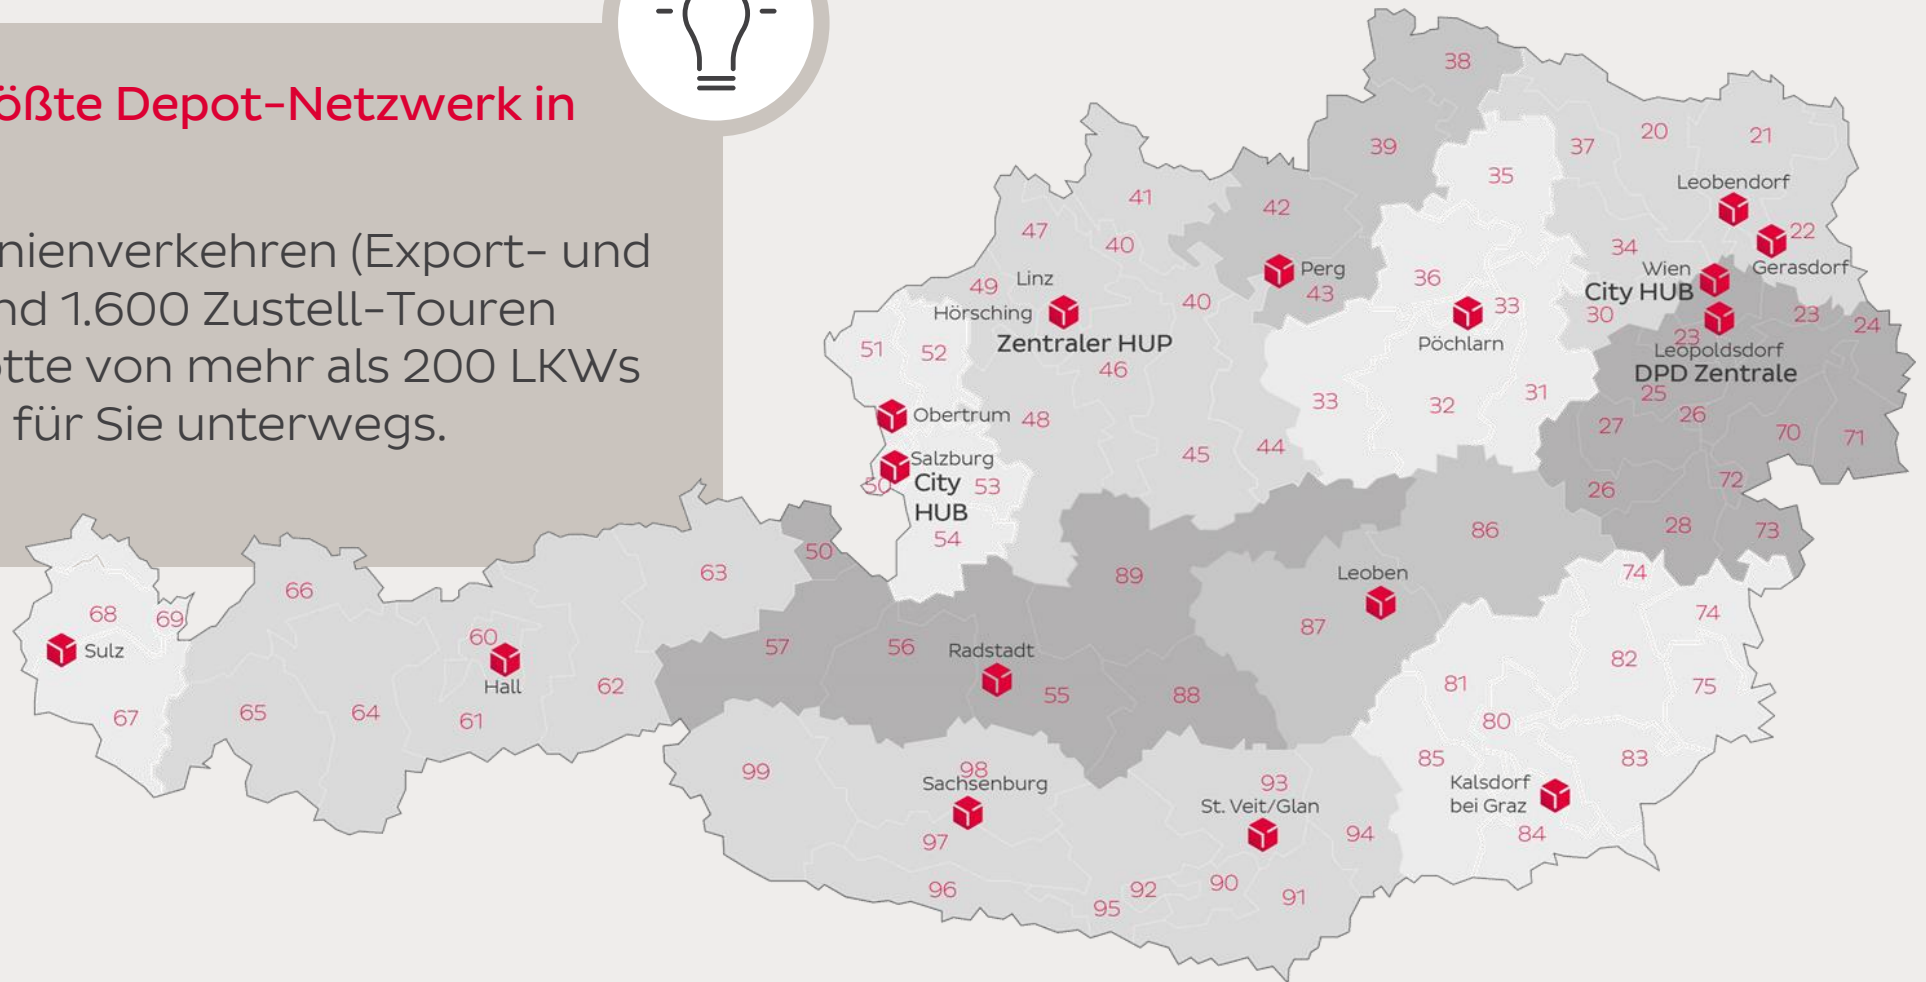 ößte Depot-Netzwerk in
nienverkehren (Export- und
nd 1.600 Zustell-Touren
otte von mehr als 200 LKWs
für Sie unterwegs.
38
39
20
21
37
35
Leobendorf
41
42
47
40
34
22
Wien
City HUB
Gerasdorf
Linz
49
Hörsching
Zentraler HUP
40
Perg
43
36
33
Pöchlarn
30
23
23
24
Leopoldsdorf
DPD Zentrale
51
52
46
33
32
31
25
26
27
70
71
Obertrum
48
45
44
Salzburg
City
HUB
50
53
54
72
26
28
73
86
50
63
89
Leoben
87
74
74
66
68
69
Sulz
60
Hall
57
56
Radstadt
55
88
82
81
75
80
67
65
64
61
62
99
98
Sachsenburg
97
93
St. Veit/Glan
94
85
83
Kalsdorf
bei Graz
84
96
95
92
90
91